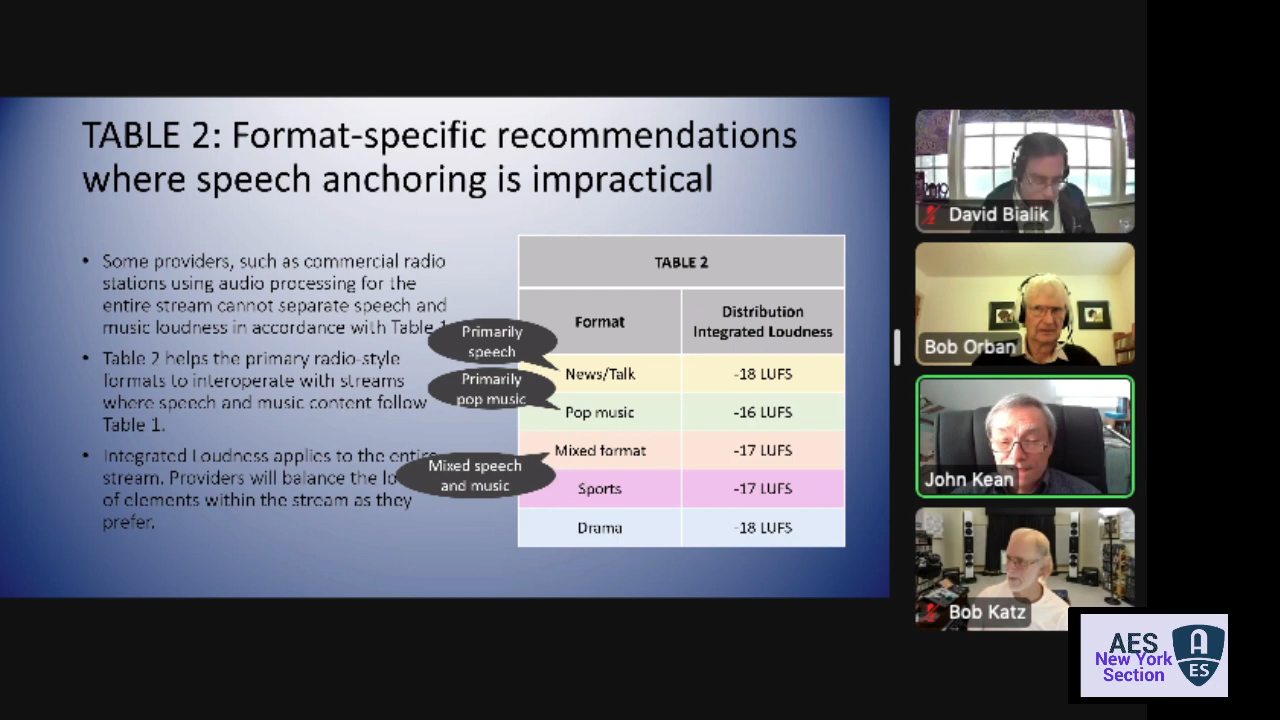 TABLE 2: Format-specific recommendations
where speech anchoring is impractical
• Some providers, such as commercial radio
stations using audio processing for the
entire stream cannot separate speech and
music loudness in accordance with Table 1
• Table 2 helps the primary radio-style
formats to interoperate with streams
where speech and music content follow
Table 1.
• Integrated Loudness applies to the entire
stream. Providers will balance the lo
of elements within the stream as they
prefer.
Primarily
speech
Primarily
pop music
Mixed speech
and music
TABLE 2
Format
Distribution
Integrated Loudness
News/Talk -18 LUFS
Pop music -16 LUFS
Mixed format -17 LUFS
Sports -17 LUFS
Drama -18 LUFS
2019
David Bialik
Bob Orban
John Kean
Bob Katz
AES
New York
Section
A
ES